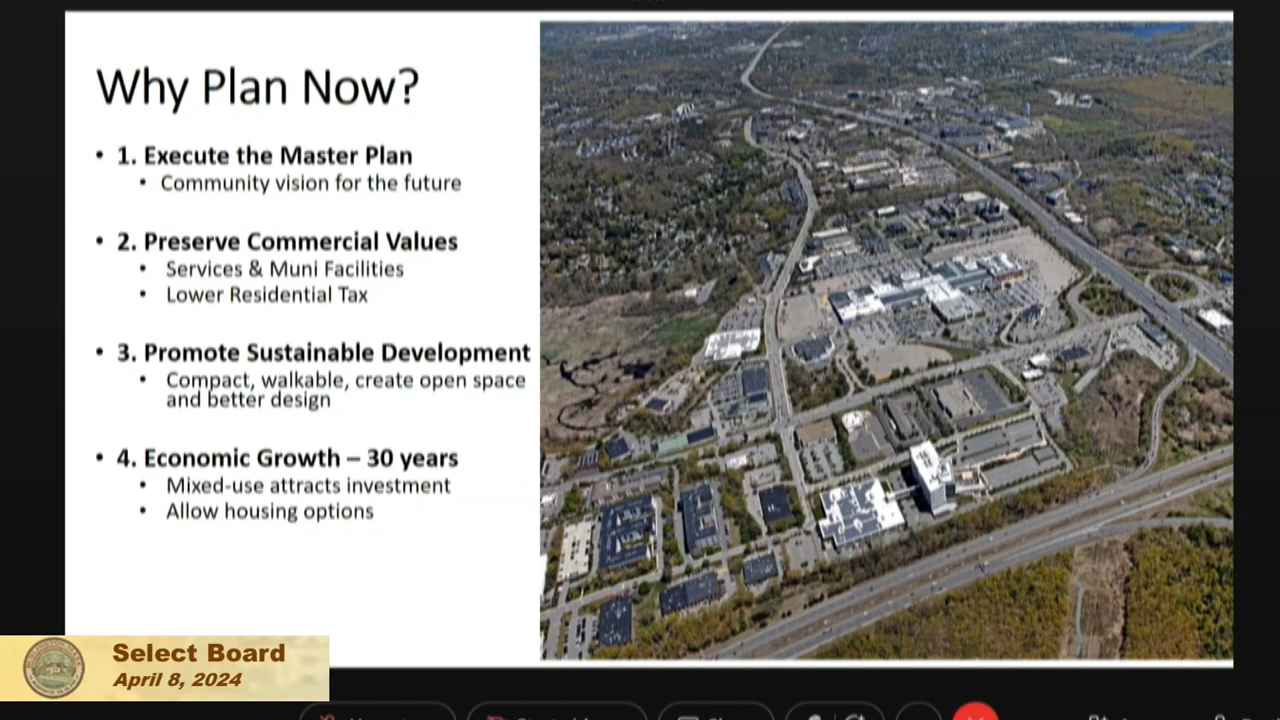 Why Plan Now?
• 1. Execute the Master Plan
• Community vision for the future
• 2. Preserve Commercial Values
• Services & Muni Facilities
• Lower Residential Tax
• 3. Promote Sustainable Development
• Compact, walkable, create open space
and better design
• 4. Economic Growth – 30 years
• Mixed-use attracts investment
• Allow housing options
Select Board
April 8, 2024